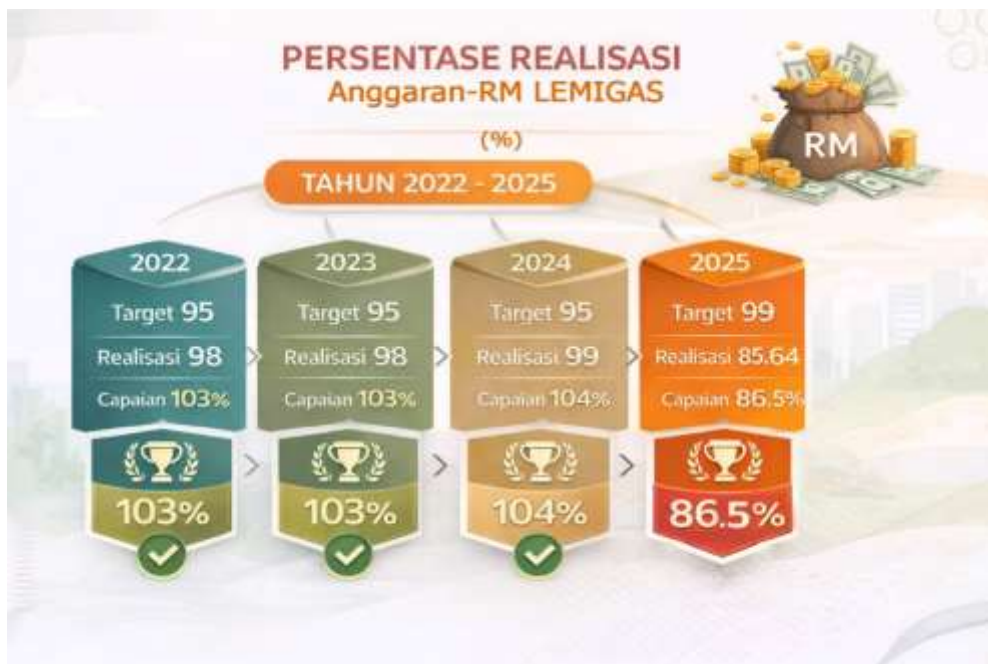 PERSENTASE REALISASI
Anggaran-RM LEMIGAS
(%)
RM
TAHUN 2022 - 2025
2022
Target 95
Realisasi 98
Capaian 103%
103%
2023
Target 95
Realisasi 98
Capaian 103%
103%
2024
Target 95
Realisasi 99
Capaian 104%
104%
2025
Target 99
Realisasi 85.64
Capaian 86.5%
86.5%